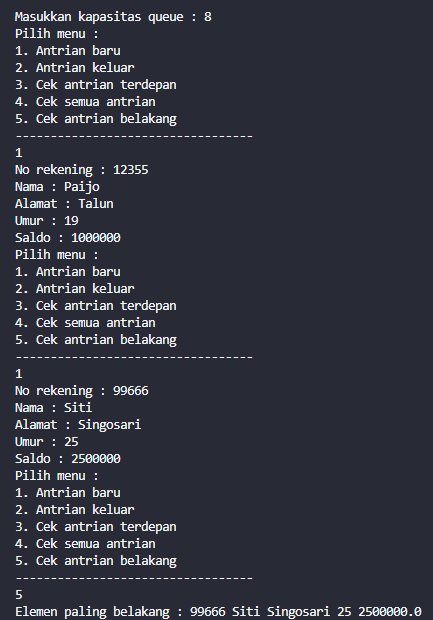 Masukkan kapasitas queue : 8
Pilih menu :
1. Antrian baru
2. Antrian keluar
3. Cek antrian terdepan
4. Cek semua antrian
5. Cek antrian belakang
----------------------------------
1
No rekening : 12355
Nama : Paijo
Alamat : Talun
Umur : 19
Saldo : 1000000
Pilih menu :
1. Antrian baru
2. Antrian keluar
3. Cek antrian terdepan
4. Cek semua antrian
5. Cek antrian belakang
----------------------------------
1
No rekening : 99666
Nama : Siti
Alamat : Singosari
Umur : 25
Saldo : 2500000
Pilih menu :
1. Antrian baru
2. Antrian keluar
3. Cek antrian terdepan
4. Cek semua antrian
5. Cek antrian belakang
----------------------------------
5
Elemen paling belakang : 99666 Siti Singosari 25 2500000.0